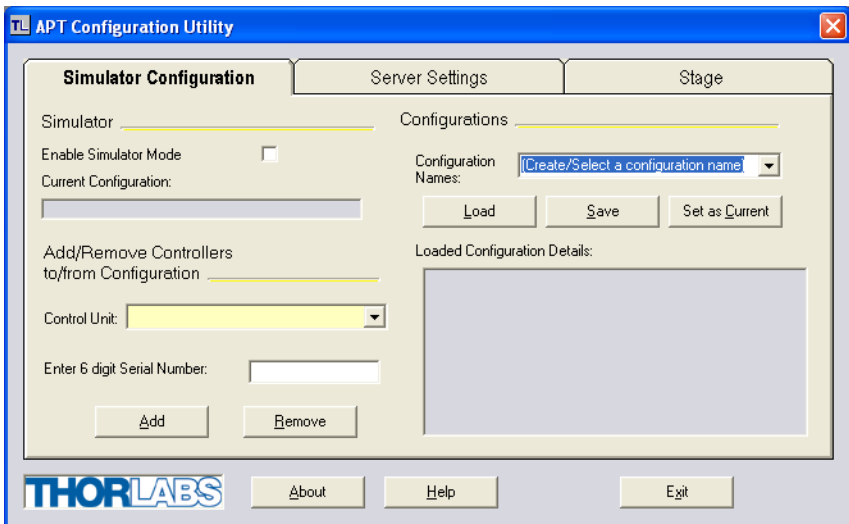 TL APT Configuration Utility
Simulator Configuration
Server Settings
Stage
Simulator
Enable Simulator Mode
Current Configuration:
Add/Remove Controllers
to/from Configuration
Control Unit:
Enter 6 digit Serial Number:
Add
Remove
Configurations
Configuration
Names:
(Create/Select a configuration name)
Load
Save
Set as Current
Loaded Configuration Details:
THORLABS
About
Help
Exit